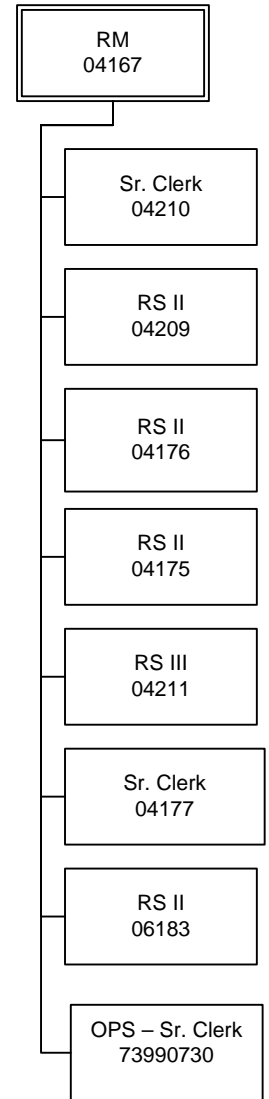 RM
04167
Sr. Clerk
04210
RS II
04209
RS II
04176
RS II
04175
RS III
04211
Sr. Clerk
04177
RS II
06183
OPS – Sr. Clerk
73990730